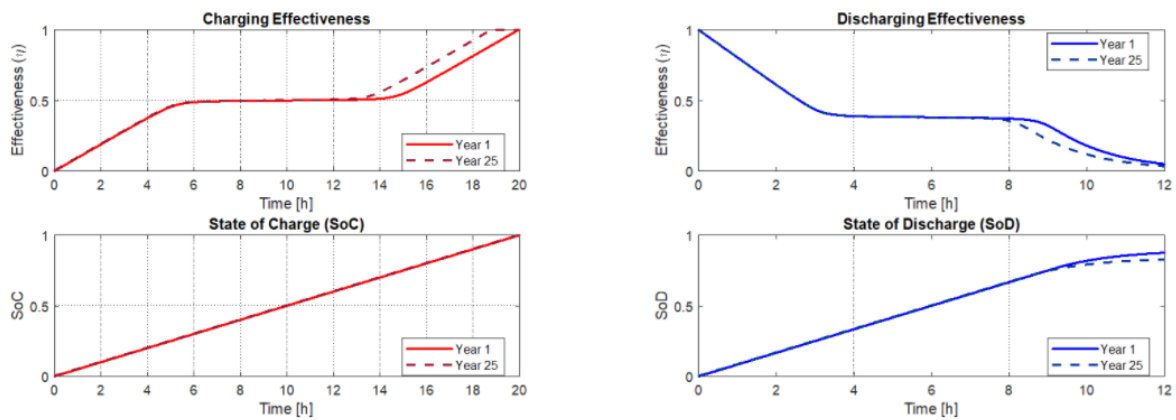 Charging Effectiveness
Effectiveness (η)
1
0.5
0
0 2 4 6 8 10 12 14 16 18 20
Time [h]
Year 1
Year 25
Discharging Effectiveness
Effectiveness (η)
1
0.5
0
0 2 4 6 8 10 12
Time [h]
Year 1
Year 25
State of Charge (SoC)
SoC
1
0.5
0
0 2 4 6 8 10 12 14 16 18 20
Time [h]
Year 1
Year 25
State of Discharge (SoD)
SoD
1
0.5
0
0 2 4 6 8 10 12
Time [h]
Year 1
Year 25